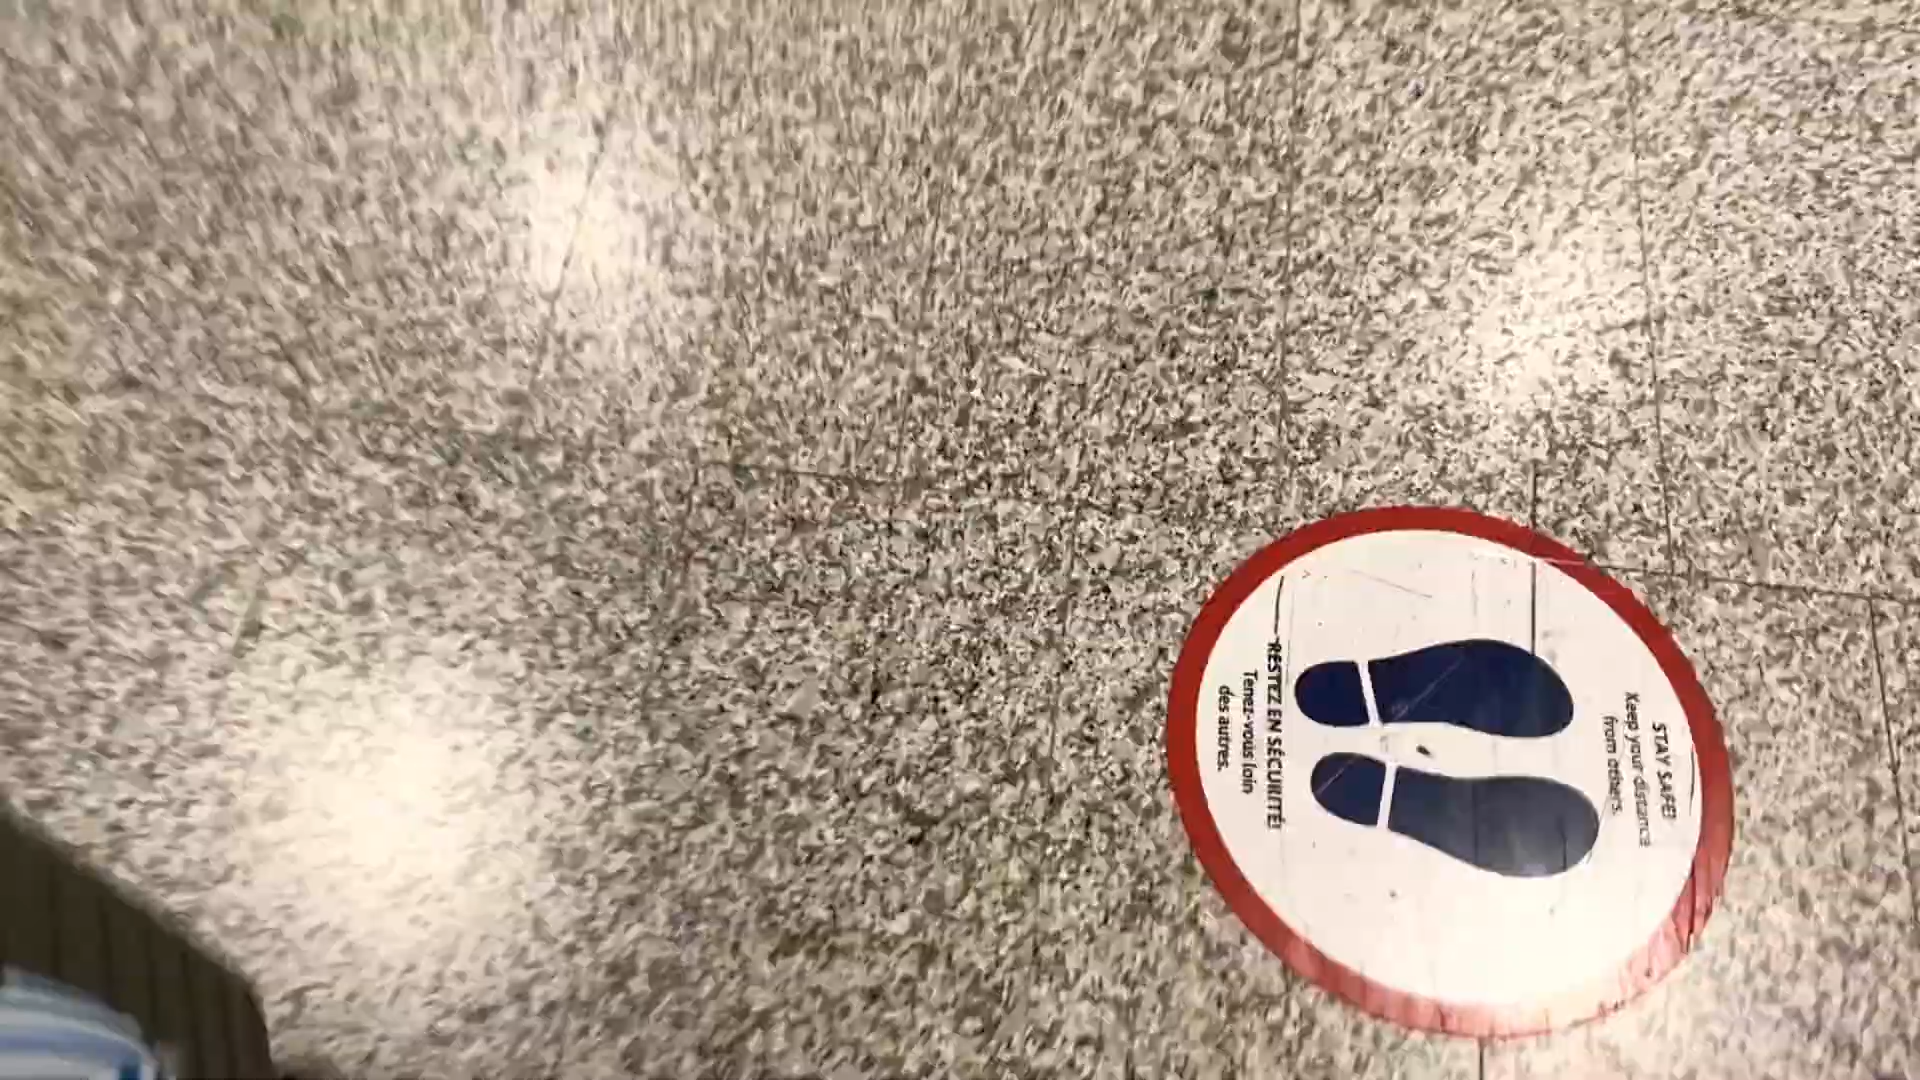 STAY SAFE!
Keep your distance
from others.
RESTEZ EN SÉCURITÉ!
Tenez-vous loin
des autres.